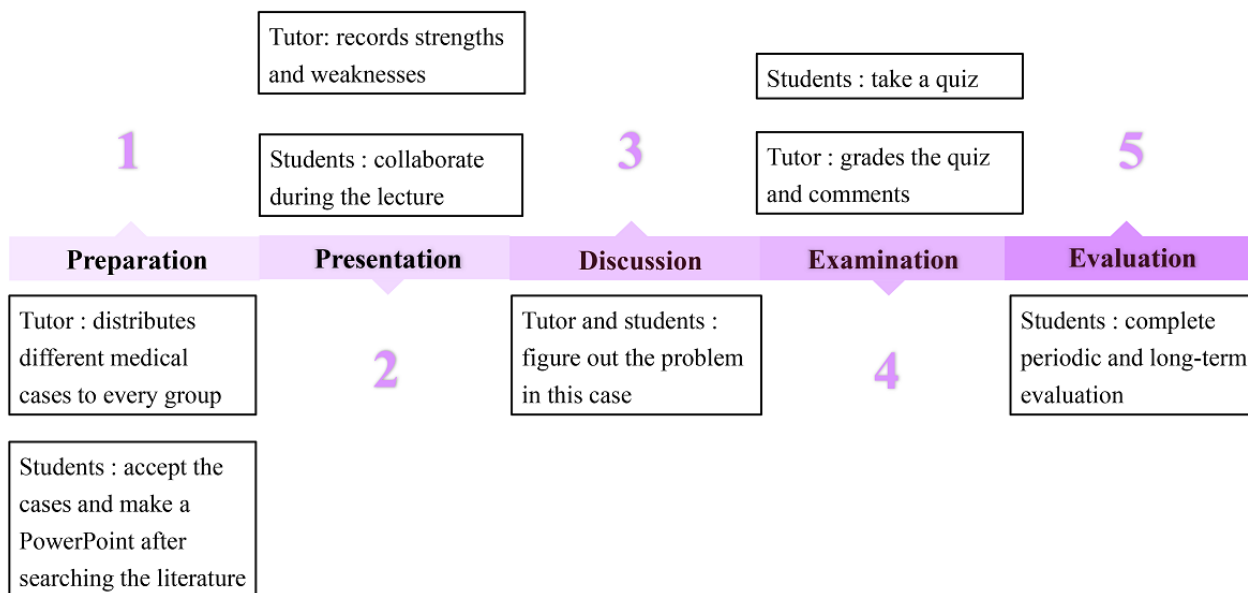 Tutor: records strengths
and weaknesses
Students : collaborate
during the lecture
Students : take a quiz
Tutor : grades the quiz
and comments
1
3
5
Preparation
Presentation
Discussion
Examination
Evaluation
Tutor : distributes
different medical
cases to every group
Students : accept the
cases and make a
PowerPoint after
searching the literature
2
Tutor and students :
figure out the problem
in this case
4
Students : complete
periodic and long-term
evaluation